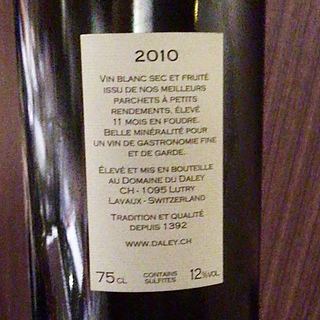 2010
VIN BLANC SEC ET FRUITÉ
ISSU DE NOS MEILLEURS
PARCHETS À PETITS
RENDEMENTS, ÉLEVÉ
11 MOIS EN FOUDRE.
BELLE MINÉRALITÉ POUR
UN VIN DE GASTRONOMIE FINE
ET DE GARDE.
ÉLEVÉ ET MIS EN BOUTEILLE
AU DOMAINE DU DALEY
CH - 1095 LUTRY
LAVAUX - SWITZERLAND
TRADITION ET QUALITÉ
DEPUIS 1392
WWW.DALEY.CH
75 CL CONTAINS SULFITES 12%VOL